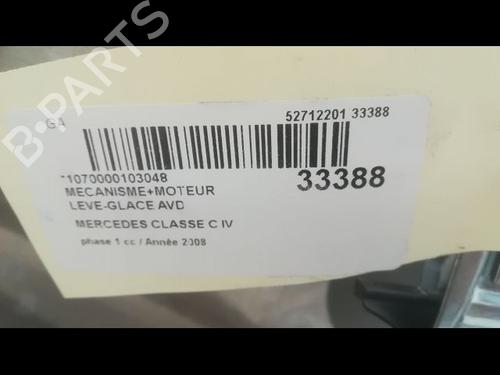 B-PARTS
GA
52712201 33388
*1070000103048
33388
MECANISME+MOTEUR
LEVE-GLACE AVD
MERCEDES CLASSE C IV
phase 1 cc / Année 2008